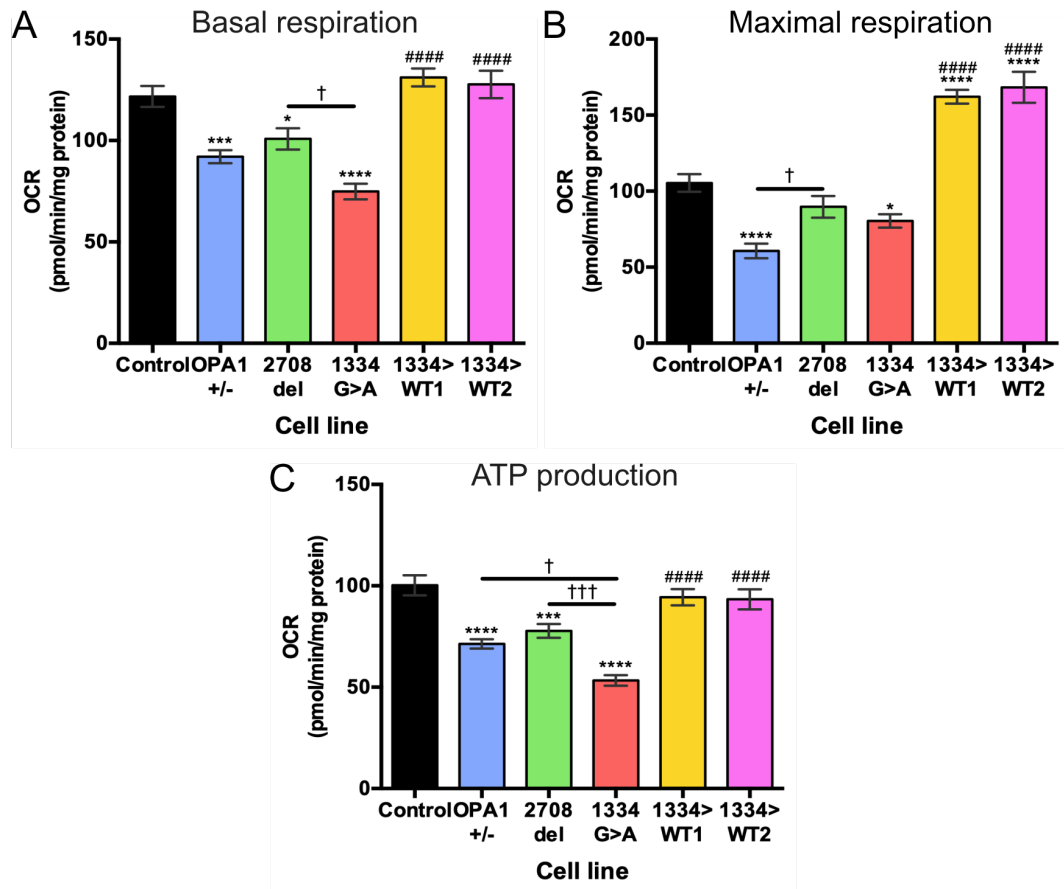 A
Basal respiration
150
100
50
0
OCR
(pmol/min/mg protein)
***
*
†
****
####
####
Control OPA1 2708 1334 1334> 1334>
+/- del G>A WT1 WT2
Cell line
B
Maximal respiration
200
150
100
50
0
OCR
(pmol/min/mg protein)
****
†
*
####
****
####
****
Control OPA1 2708 1334 1334> 1334>
+/- del G>A WT1 WT2
Cell line
C
ATP production
150
100
50
0
OCR
(pmol/min/mg protein)
†
†††
****
***
****
####
####
Control OPA1 2708 1334 1334> 1334>
+/- del G>A WT1 WT2
Cell line